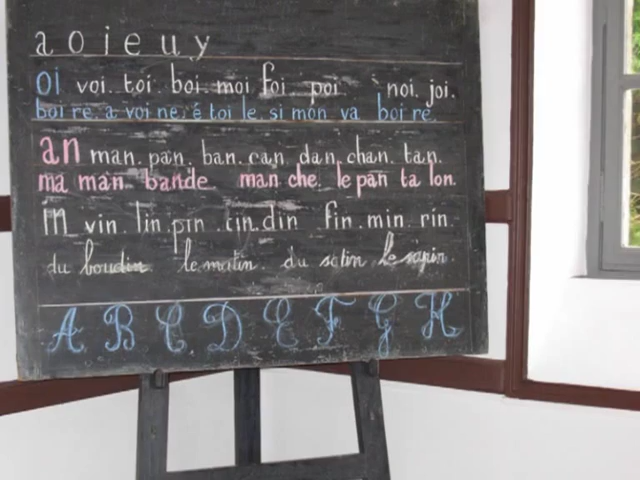 a o i e u y
oi voi. toi. boi. moi foi. poi. noi. joi.
boi re. a voi ne. é toi le. si mon va boi re.
an man. pan. ban. can. dan. chan. tan.
ma man. bande. man che. le pan ta lon.
in vin. lin. pin. tin. din fin. min. rin.
du boudin. le matin. du satin. le sapin.
A B C D E F G H